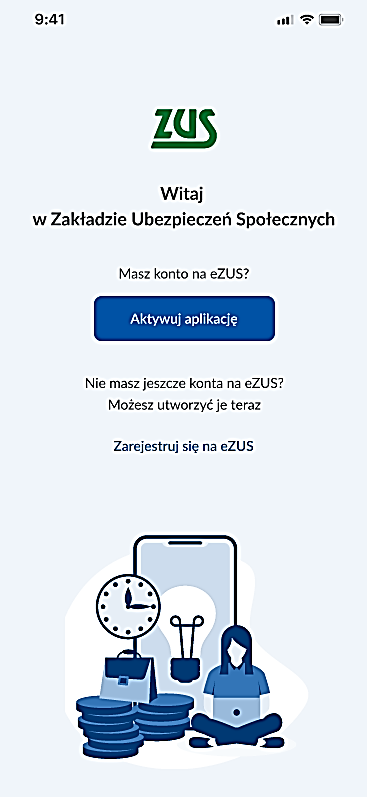 9:41
ZUS
Witaj
w Zakładzie Ubezpieczeń Społecznych
Masz konto na eZUS?
Aktywuj aplikację
Nie masz jeszcze konta na eZUS?
Możesz utworzyć je teraz
Zarejestruj się na eZUS